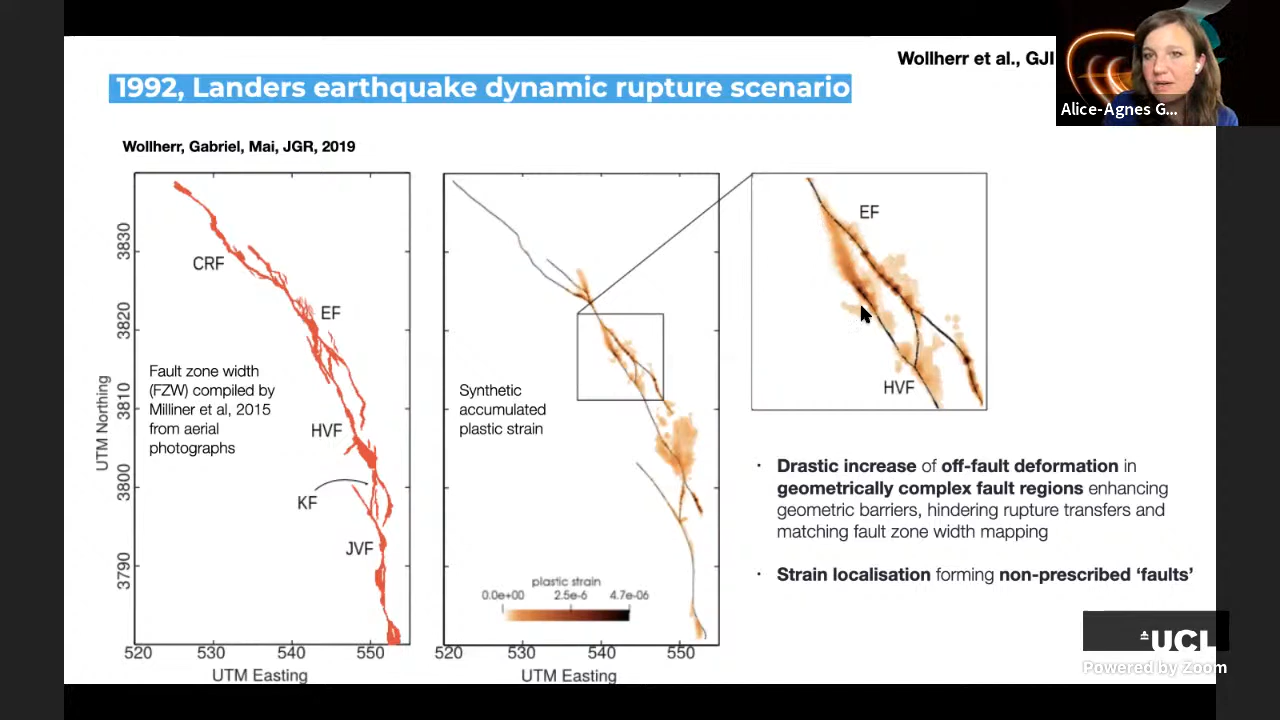 Wollherr et al., GJI
1992, Landers earthquake dynamic rupture scenario
Alice-Agnes G...
Wollherr, Gabriel, Mai, JGR, 2019
CRF
EF
HVF
KF
JVF
Fault zone width
(FZW) compiled by
Milliner et al, 2015
from aerial
photographs
UTM Northing
3830
3820
3810
3800
3790
520
530
540
550
UTM Easting
Synthetic
accumulated
plastic strain
plastic strain
0.0e+00
2.5e-6
4.7e-06
520
530
540
550
UTM Easting
EF
HVF
· Drastic increase of off-fault deformation in
geometrically complex fault regions enhancing
geometric barriers, hindering rupture transfers and
matching fault zone width mapping
· Strain localisation forming non-prescribed ‘faults’
UCL
Powered by Zoom